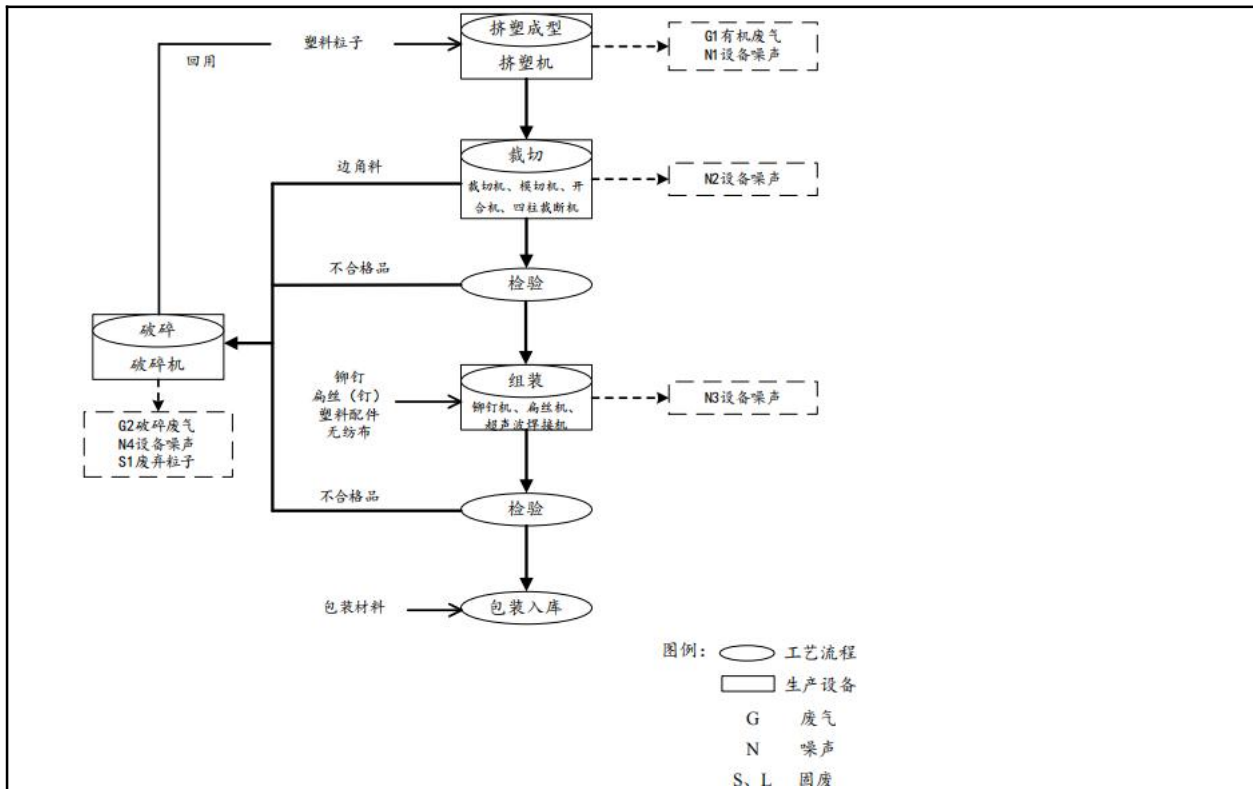 挤塑成型
挤塑机
塑料粒子
回用
G1有机废气
N1设备噪声
裁切
裁切机、模切机、开
合机、四柱裁断机
边角料
N2设备噪声
不合格品
检验
破碎
破碎机
铆钉
扁丝（钉）
塑料配件
无纺布
组装
铆钉机、扁丝机、
超声波焊接机
N3设备噪声
G2破碎废气
N4设备噪声
S1废弃粒子
不合格品
检验
包装材料
包装入库
图例：
工艺流程
生产设备
G 废气
N 噪声
S、L 固废